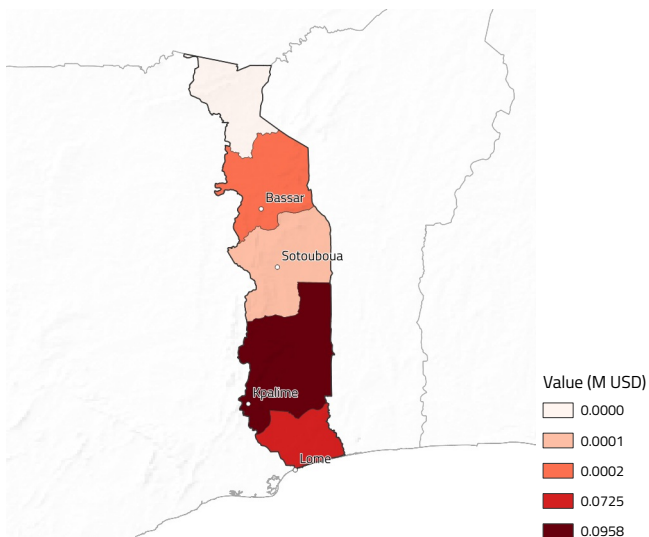 Bassar
Sotouboua
Kpalime
Lome
Value (M USD)
0.0000
0.0001
0.0002
0.0725
0.0958